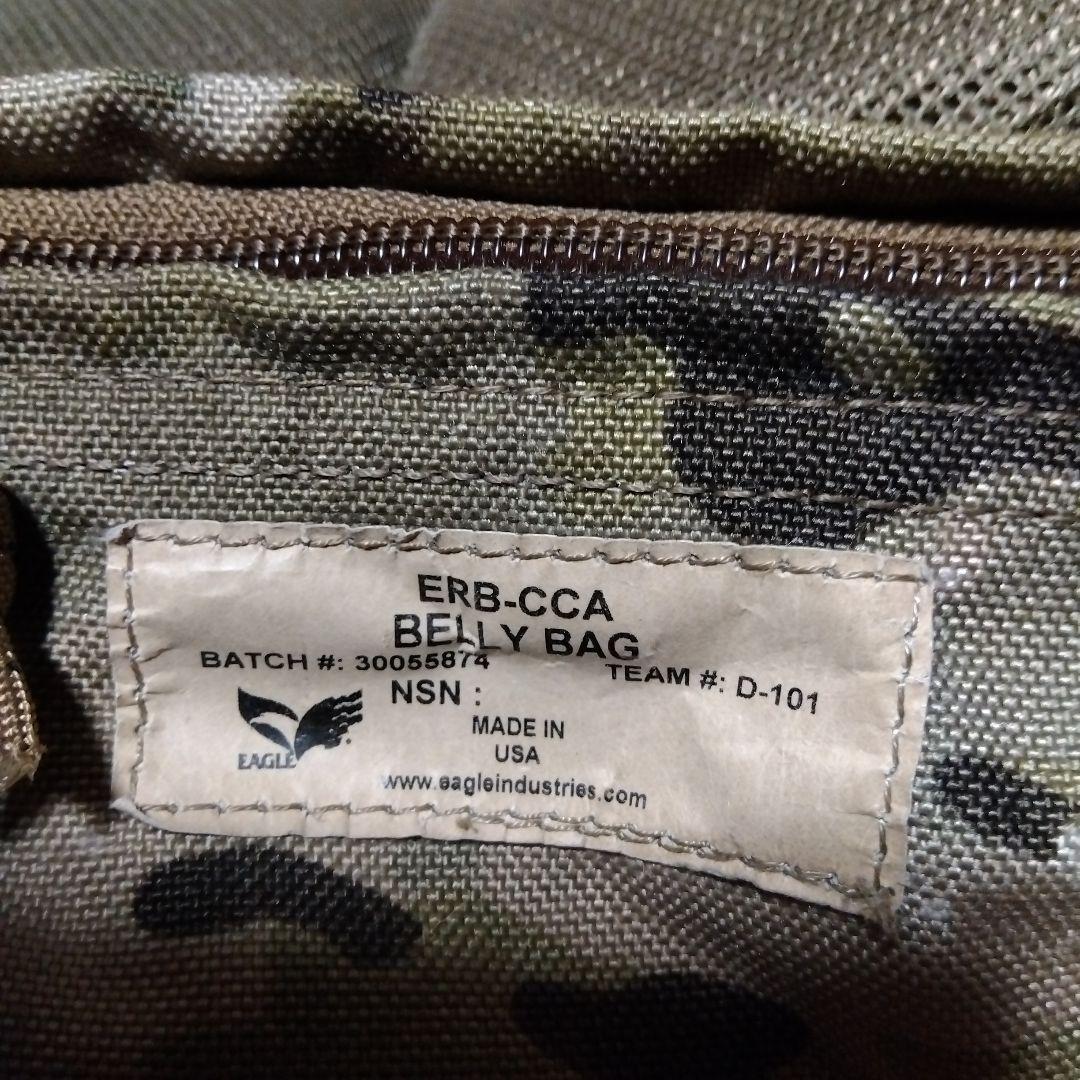 ERB-CCA
BELLY BAG
BATCH #: 30055874 TEAM #: D-101
NSN :
MADE IN
USA
EAGLE
www.eagleindustries.com